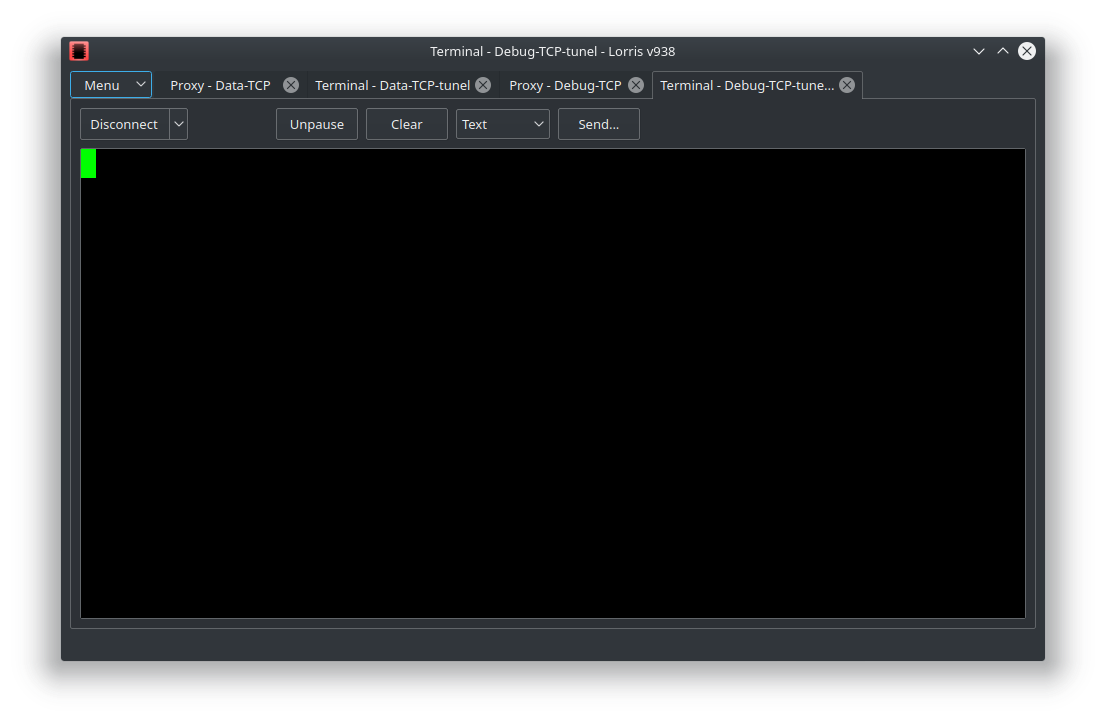 Terminal - Debug-TCP-tunel - Lorris v938
Menu Proxy - Data-TCP Terminal - Data-TCP-tunel Proxy - Debug-TCP Terminal - Debug-TCP-tune...
Disconnect Unpause Clear Text Send...